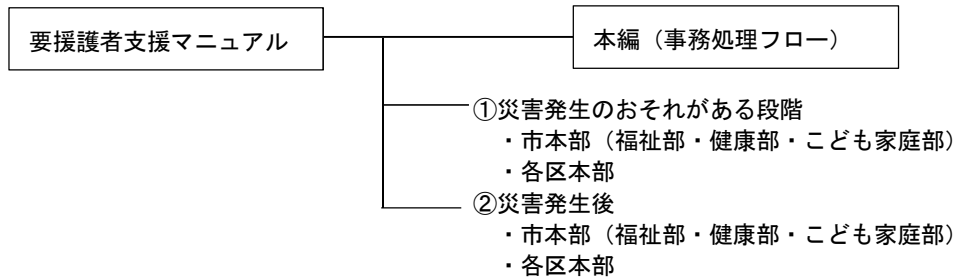 要援護者支援マニュアル
本編（事務処理フロー）
①災害発生のおそれがある段階
・市本部（福祉部・健康部・こども家庭部）
・各区本部
②災害発生後
・市本部（福祉部・健康部・こども家庭部）
・各区本部